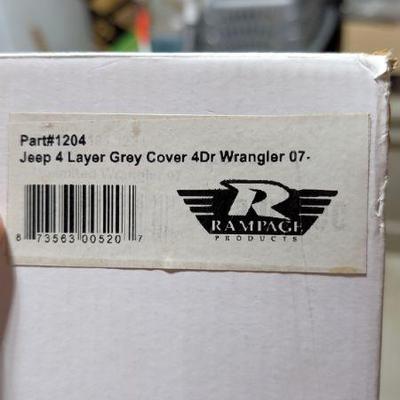 Part#1204
Jeep 4 Layer Grey Cover 4Dr Wrangler 07-
R
RAMPAGE
PRODUCTS
8 73563 00520 7